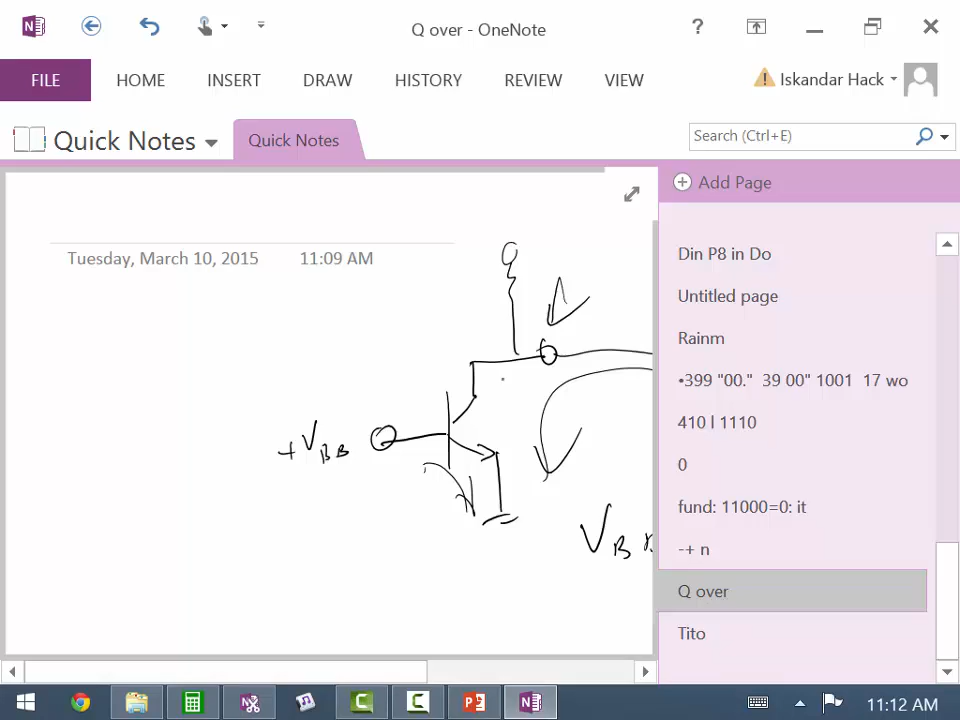 Q over - OneNote
?
FILE
HOME
INSERT
DRAW
HISTORY
REVIEW
VIEW
Iskandar Hack
Quick Notes
Quick Notes
Search (Ctrl+E)
Add Page
Tuesday, March 10, 2015 11:09 AM
+VBB
VB
Din P8 in Do
Untitled page
Rainm
•399 "00." 39 00" 1001 17 wo
410 l 1110
0
fund: 11000=0: it
-+ n
Q over
Tito
11:12 AM